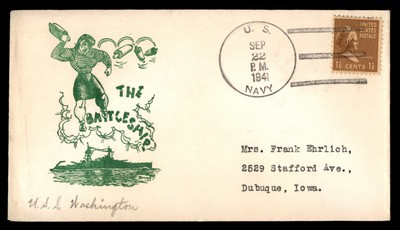 U. S.
SEP
22
P.M.
1941
NAVY
UNITED STATES
POSTAGE
1½ CENTS 1½
THE
BATTLESHIP
Mrs. Frank Ehrlich,
2529 Stafford Ave.,
Dubuque, Iowa.
U.S.S. Washington